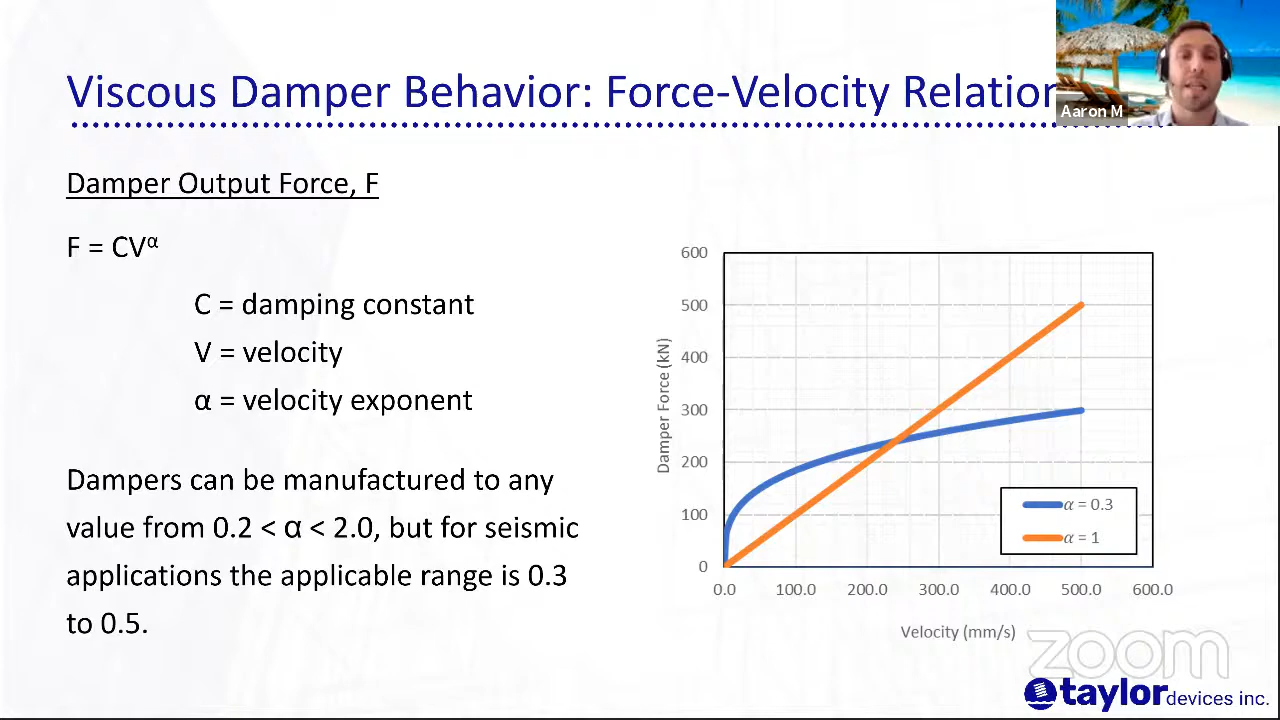 Viscous Damper Behavior: Force-Velocity Relation
Aaron M
Damper Output Force, F
F = CVᵅ
C = damping constant
V = velocity
α = velocity exponent
Dampers can be manufactured to any
value from 0.2 < α < 2.0, but for seismic
applications the applicable range is 0.3
to 0.5.
600
500
400
300
200
100
0
Damper Force (kN)
α = 0.3
α = 1
0.0 100.0 200.0 300.0 400.0 500.0 600.0
Velocity (mm/s)
zoom
taylor devices inc.